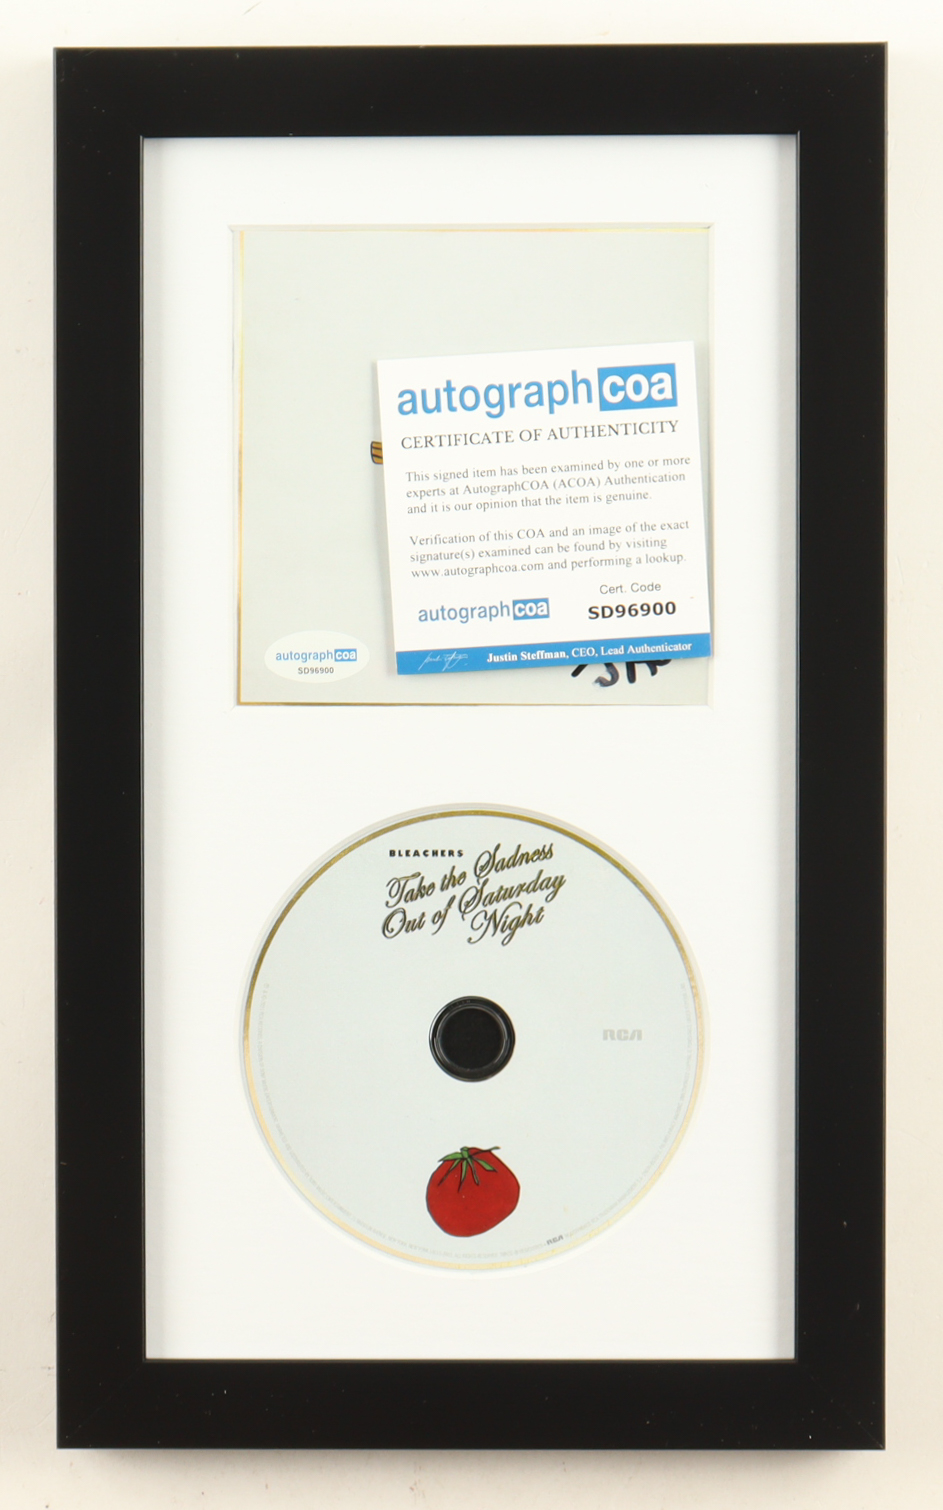 autograph coa
CERTIFICATE OF AUTHENTICITY
This signed item has been examined by one or more
experts at AutographCOA (ACOA) Authentication
and it is our opinion that the item is genuine.
Verification of this COA and an image of the exact
signature(s) examined can be found by visiting
www.autographcoa.com and performing a lookup.
Cert. Code
autograph coa SD96900
Justin Steffman, CEO, Lead Authenticator
autograph coa
SD96900
BLEACHERS
Take the Sadness
Out of Saturday
Night
RCA
RCA